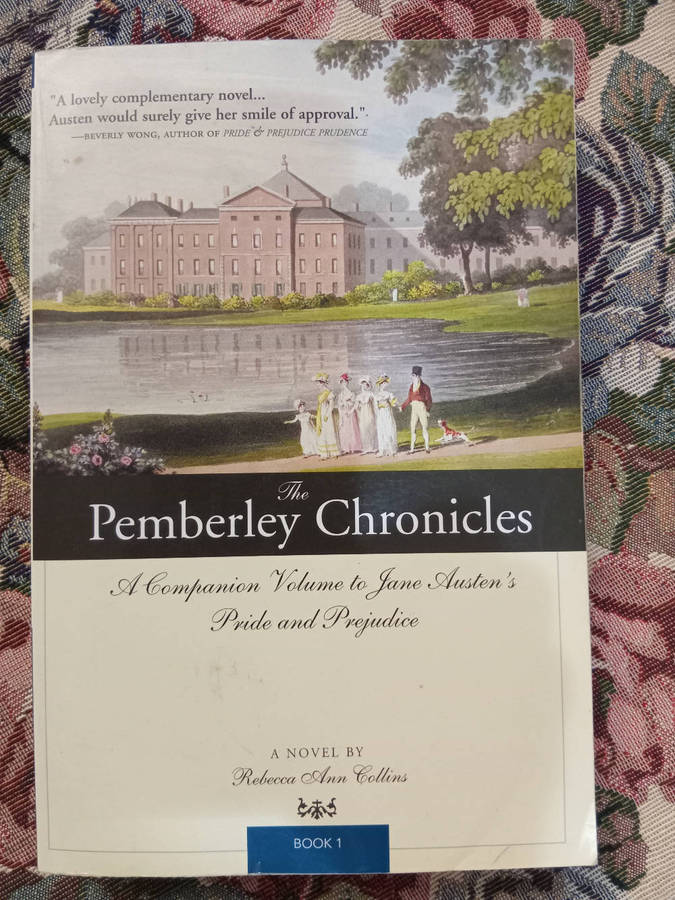 "A lovely complementary novel...
Austen would surely give her smile of approval."
—BEVERLY WONG, AUTHOR OF PRIDE & PREJUDICE PRUDENCE
The
Pemberley Chronicles
A Companion Volume to Jane Austen's
Pride and Prejudice
A NOVEL BY
Rebecca Ann Collins
BOOK 1